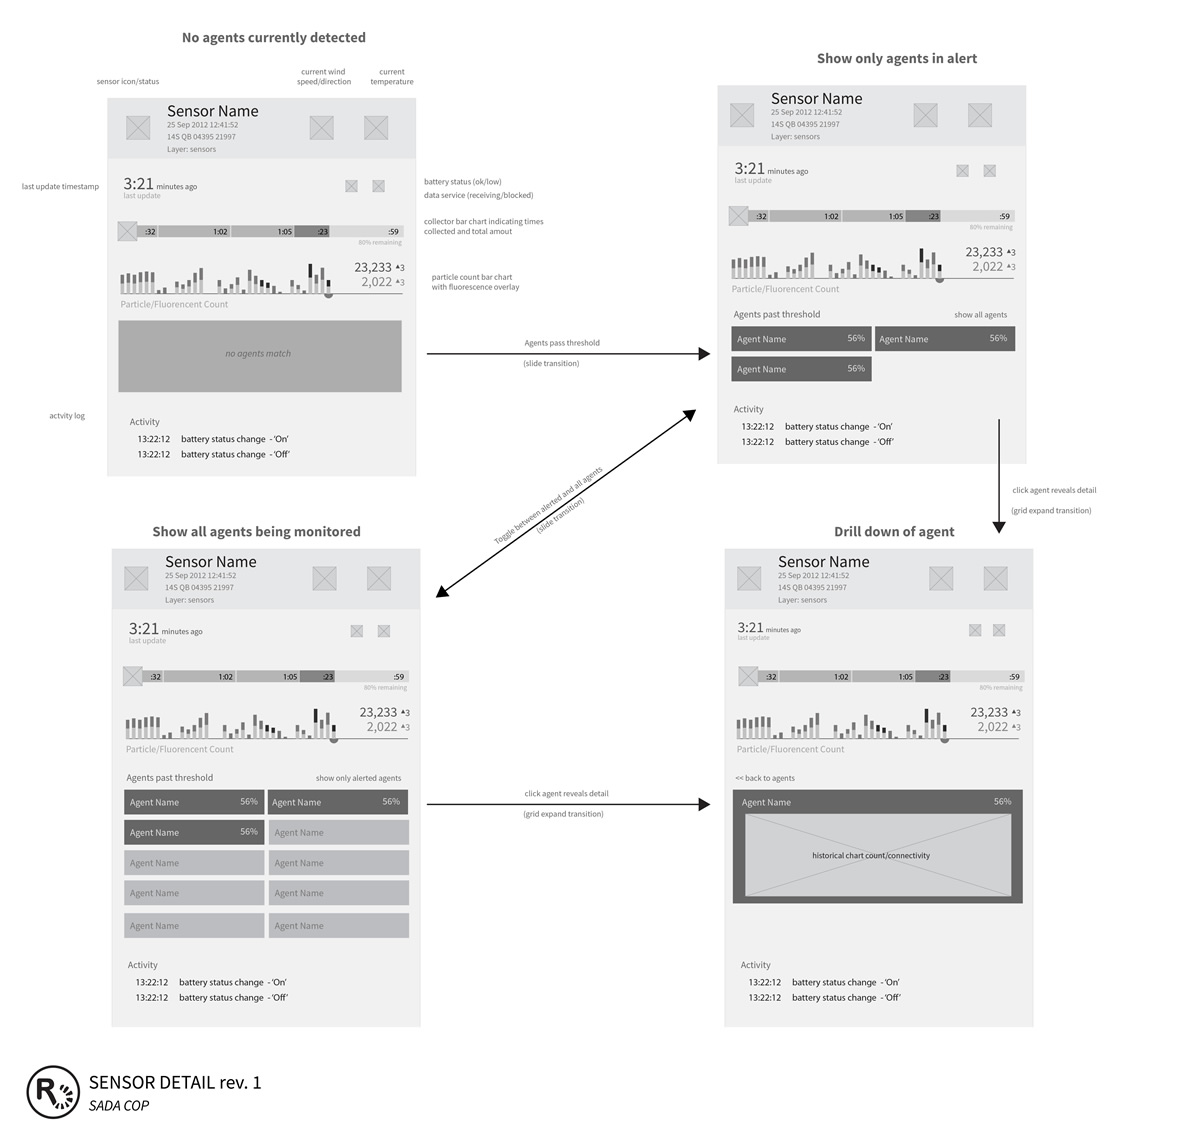 No agents currently detected
sensor icon/status
current wind
speed/direction
current
temperature
Sensor Name
25 Sep 2012 12:41:52
14S QB 04395 21997
Layer: sensors
last update timestamp
3:21 minutes ago
last update
battery status (ok/low)
data service (receiving/blocked)
:32 1:02 1:05 :23 :59
80% remaining
collector bar chart indicating times
collected and total amout
23,233 ▲3
2,022 ▲3
Particle/Fluorencent Count
particle count bar chart
with fluorescence overlay
no agents match
actvity log
Activity
13:22:12 battery status change - 'On'
13:22:12 battery status change - 'Off'
Agents pass threshold
(slide transition)
Show only agents in alert
Sensor Name
25 Sep 2012 12:41:52
14S QB 04395 21997
Layer: sensors
3:21 minutes ago
last update
:32 1:02 1:05 :23 :59
80% remaining
23,233 ▲3
2,022 ▲3
Particle/Fluorencent Count
Agents past threshold show all agents
Agent Name 56% Agent Name 56%
Agent Name 56%
Activity
13:22:12 battery status change - 'On'
13:22:12 battery status change - 'Off'
Toggle between alerted and all agents
(slide transition)
click agent reveals detail
(grid expand transition)
Show all agents being monitored
Sensor Name
25 Sep 2012 12:41:52
14S QB 04395 21997
Layer: sensors
3:21 minutes ago
last update
:32 1:02 1:05 :23 :59
80% remaining
23,233 ▲3
2,022 ▲3
Particle/Fluorencent Count
Agents past threshold show only alerted agents
Agent Name 56% Agent Name 56%
Agent Name 56% Agent Name
Agent Name Agent Name
Agent Name Agent Name
Agent Name Agent Name
Activity
13:22:12 battery status change - 'On'
13:22:12 battery status change - 'Off'
click agent reveals detail
(grid expand transition)
Drill down of agent
Sensor Name
25 Sep 2012 12:41:52
14S QB 04395 21997
Layer: sensors
3:21 minutes ago
last update
:32 1:02 1:05 :23 :59
80% remaining
23,233 ▲3
2,022 ▲3
Particle/Fluorencent Count
<< back to agents
Agent Name 56%
historical chart count/connectivity
Activity
13:22:12 battery status change - 'On'
13:22:12 battery status change - 'Off'
R
SENSOR DETAIL rev. 1
SADA COP